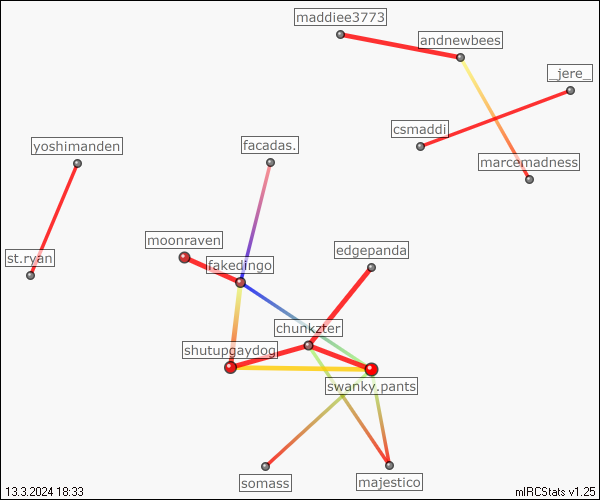 maddiee3773
andnewbees
_jere_
csmaddi
yoshimanden
facadas.
marcemadness
moonraven
edgepanda
st.ryan
fakedingo
chunkzter
shutupgaydog
swanky.pants
somass
majestico
13.3.2024 18:33
mIRCStats v1.25